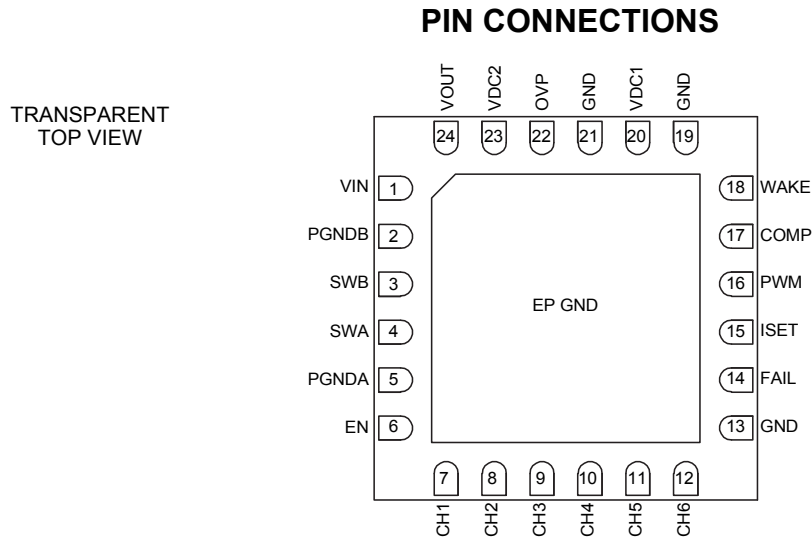 PIN CONNECTIONS
TRANSPARENT
TOP VIEW
VOUT
VDC2
OVP
GND
VDC1
GND
24
23
22
21
20
19
VIN 1
PGNDB 2
SWB 3
SWA 4
PGNDA 5
EN 6
EP GND
18 WAKE
17 COMP
16 PWM
15 ISET
14 FAIL
13 GND
7
8
9
10
11
12
CH1
CH2
CH3
CH4
CH5
CH6